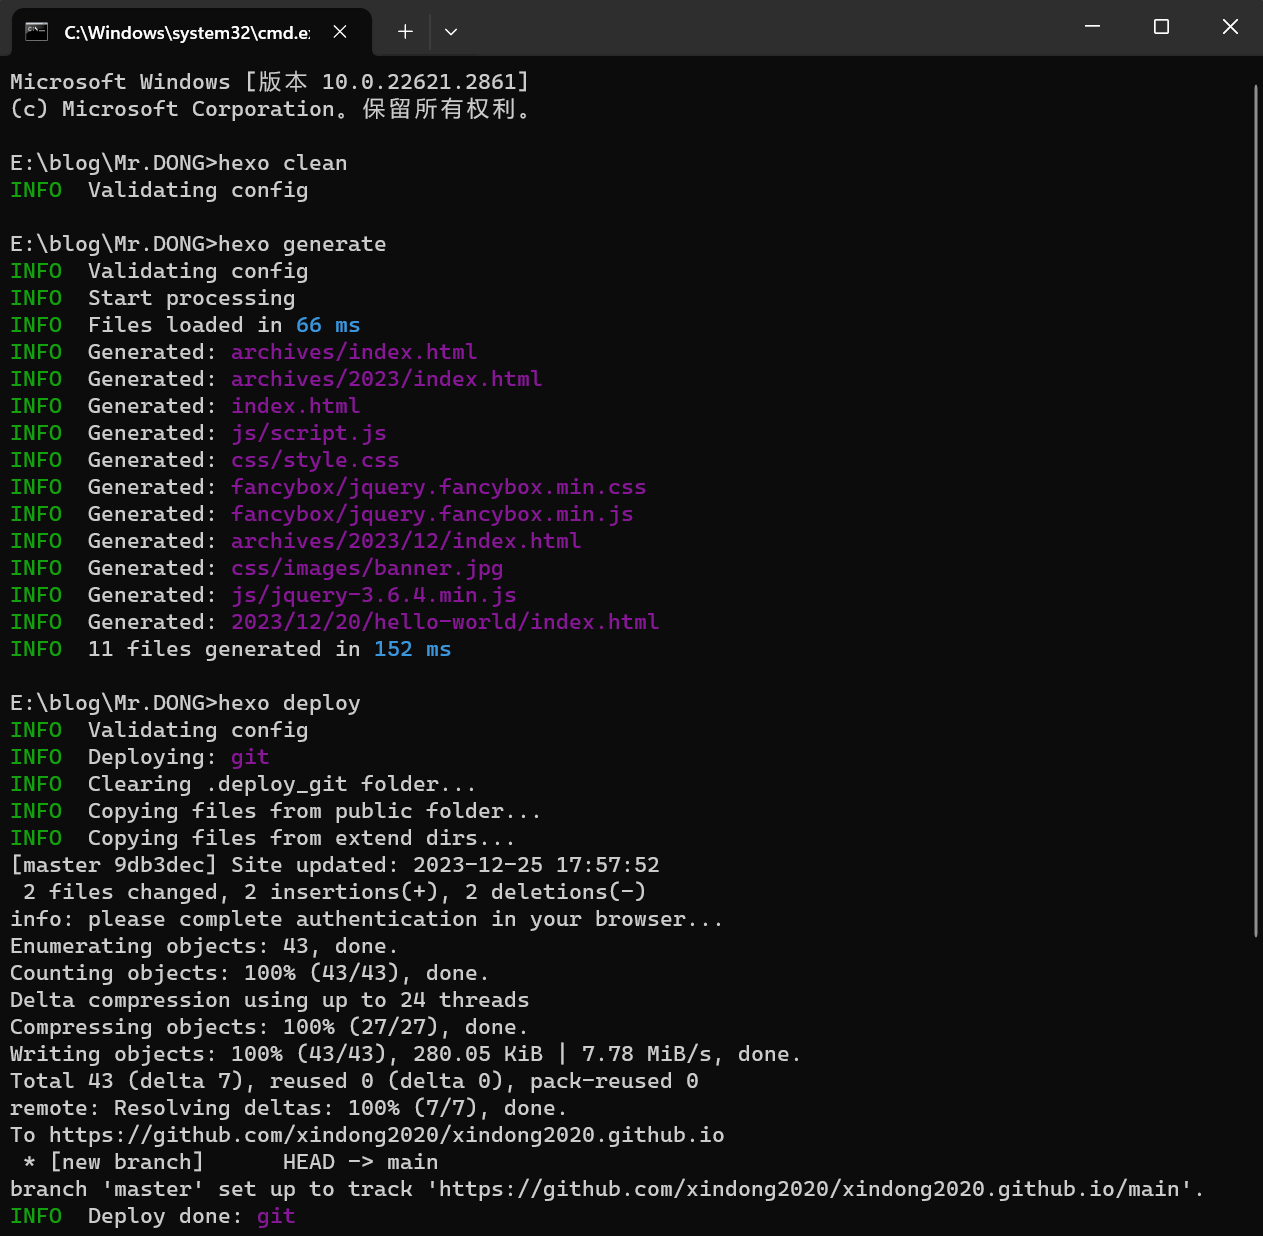 C:\Windows\system32\cmd.e
Microsoft Windows [版本 10.0.22621.2861]
(c) Microsoft Corporation。保留所有权利。
E:\blog\Mr.DONG>hexo clean
INFO  Validating config
E:\blog\Mr.DONG>hexo generate
INFO  Validating config
INFO  Start processing
INFO  Files loaded in 66 ms
INFO  Generated: archives/index.html
INFO  Generated: archives/2023/index.html
INFO  Generated: index.html
INFO  Generated: js/script.js
INFO  Generated: css/style.css
INFO  Generated: fancybox/jquery.fancybox.min.css
INFO  Generated: fancybox/jquery.fancybox.min.js
INFO  Generated: archives/2023/12/index.html
INFO  Generated: css/images/banner.jpg
INFO  Generated: js/jquery-3.6.4.min.js
INFO  Generated: 2023/12/20/hello-world/index.html
INFO  11 files generated in 152 ms
E:\blog\Mr.DONG>hexo deploy
INFO  Validating config
INFO  Deploying: git
INFO  Clearing .deploy_git folder...
INFO  Copying files from public folder...
INFO  Copying files from extend dirs...
[master 9db3dec] Site updated: 2023-12-25 17:57:52
 2 files changed, 2 insertions(+), 2 deletions(-)
info: please complete authentication in your browser...
Enumerating objects: 43, done.
Counting objects: 100% (43/43), done.
Delta compression using up to 24 threads
Compressing objects: 100% (27/27), done.
Writing objects: 100% (43/43), 280.05 KiB | 7.78 MiB/s, done.
Total 43 (delta 7), reused 0 (delta 0), pack-reused 0
remote: Resolving deltas: 100% (7/7), done.
To https://github.com/xindong2020/xindong2020.github.io
 * [new branch]      HEAD -> main
branch 'master' set up to track 'https://github.com/xindong2020/xindong2020.github.io/main'.
INFO  Deploy done: git